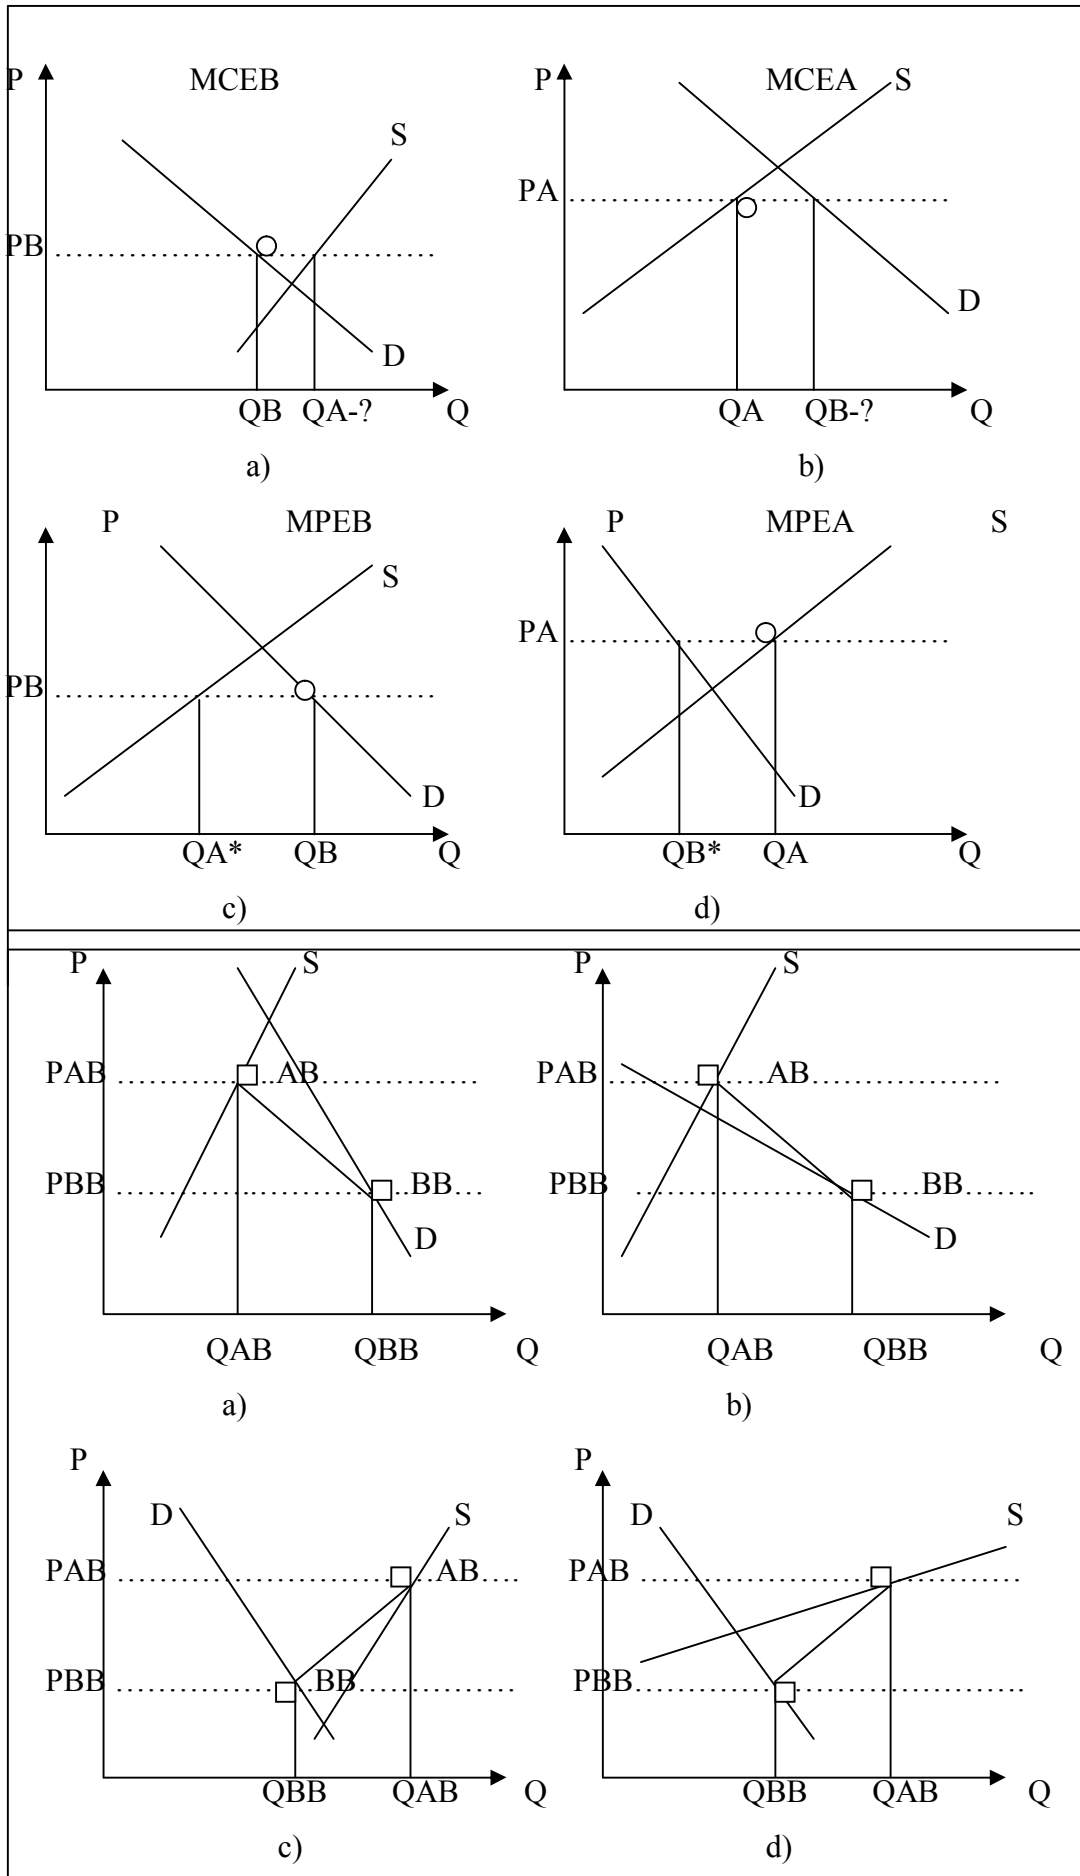 P MCEB
S
PB
D
QB QA-? Q
a)
P MCEA S
PA
D
QA QB-? Q
b)
P MPEB
S
PB
D
QA* QB Q
c)
P MPEA S
PA
D
QB* QA Q
d)
P S
PAB AB
PBB BB
D
QAB QBB Q
a)
P S
PAB AB
PBB BB
D
QAB QBB Q
b)
P
D S
PAB AB
PBB BB
QBB QAB Q
c)
P
D S
PAB
PBB
QBB QAB Q
d)